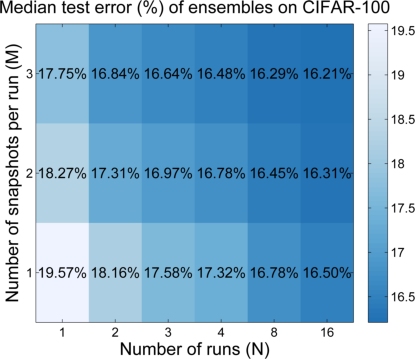 Median test error (%) of ensembles on CIFAR-100
Number of snapshots per run (M)
3
17.75% 16.84% 16.64% 16.48% 16.29% 16.21%
2
18.27% 17.31% 16.97% 16.78% 16.45% 16.31%
1
19.57% 18.16% 17.58% 17.32% 16.78% 16.50%
1 2 3 4 8 16
Number of runs (N)
19.5
19
18.5
18
17.5
17
16.5